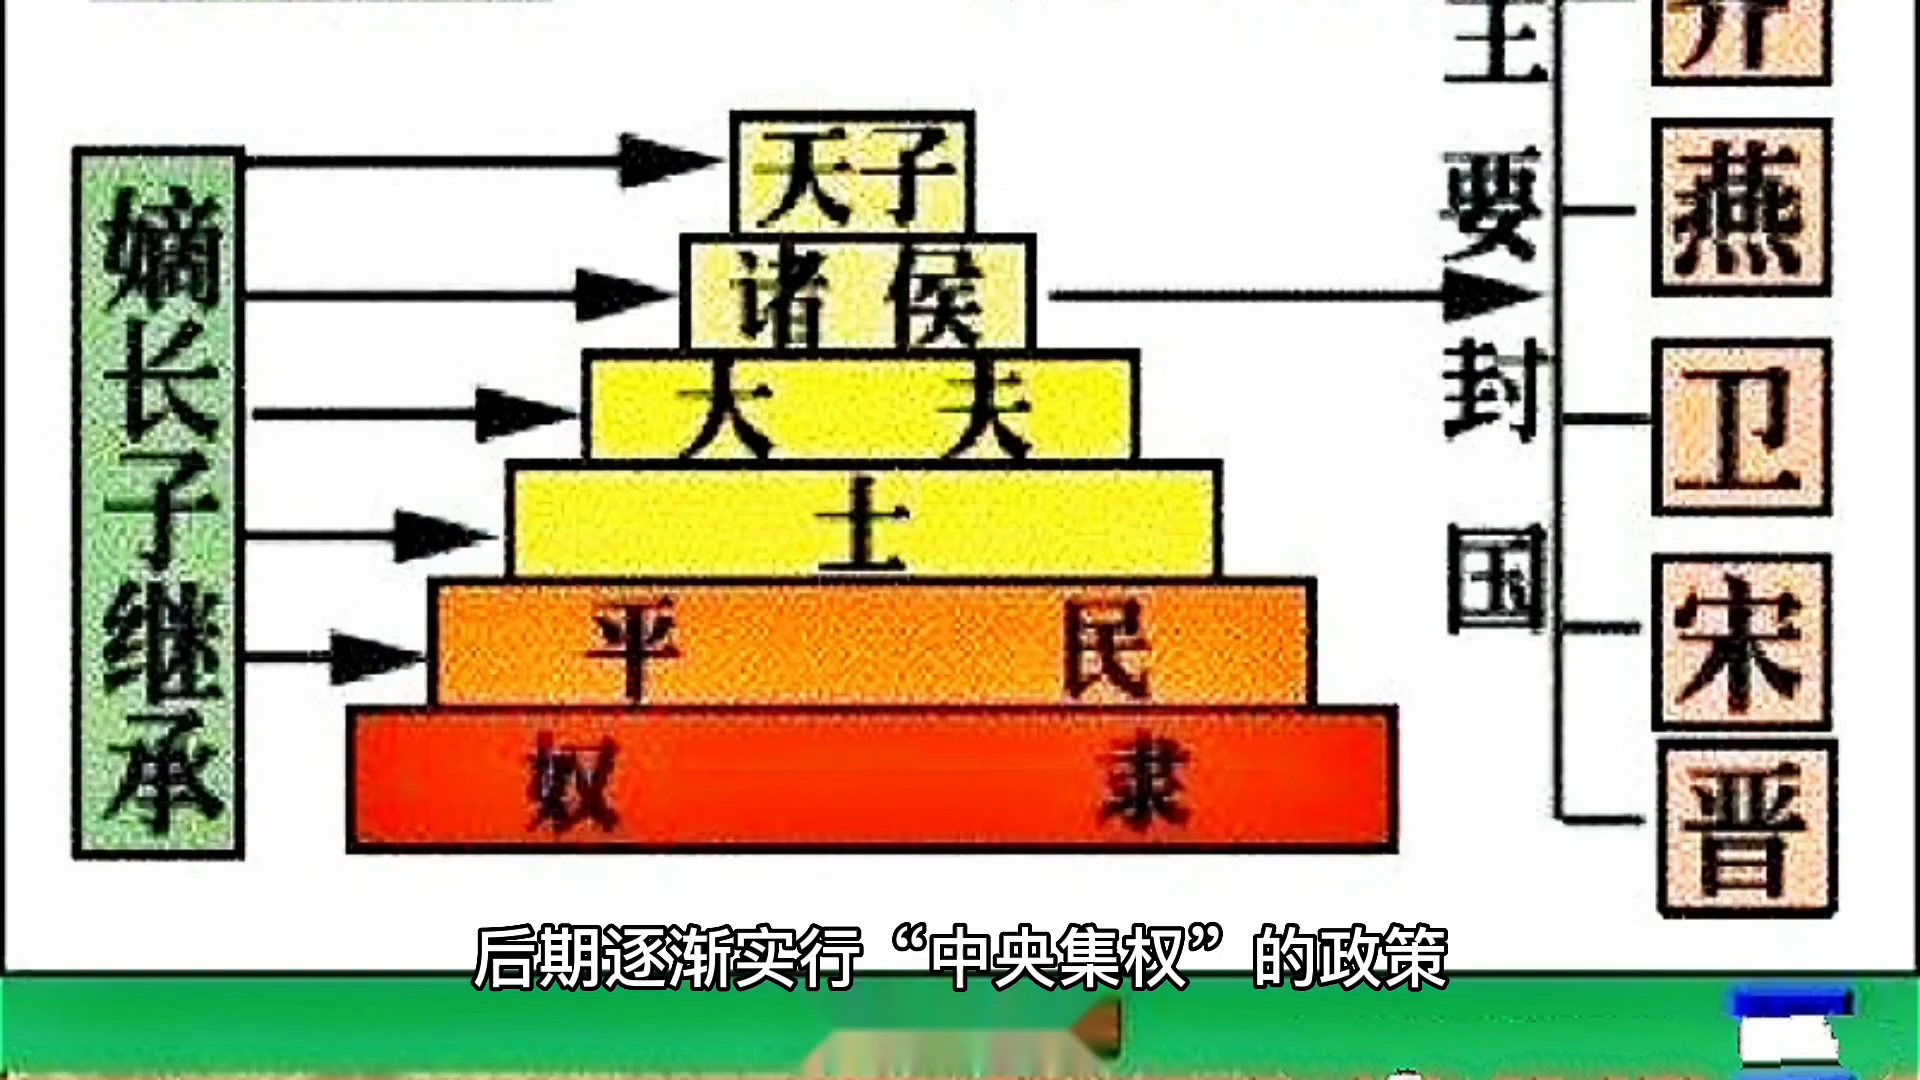 嫡长子继承
天子
诸侯
大夫
士
平民
奴隶
主要封国
齐
燕
卫
宋
晋
后期逐渐实行“中央集权”的政策